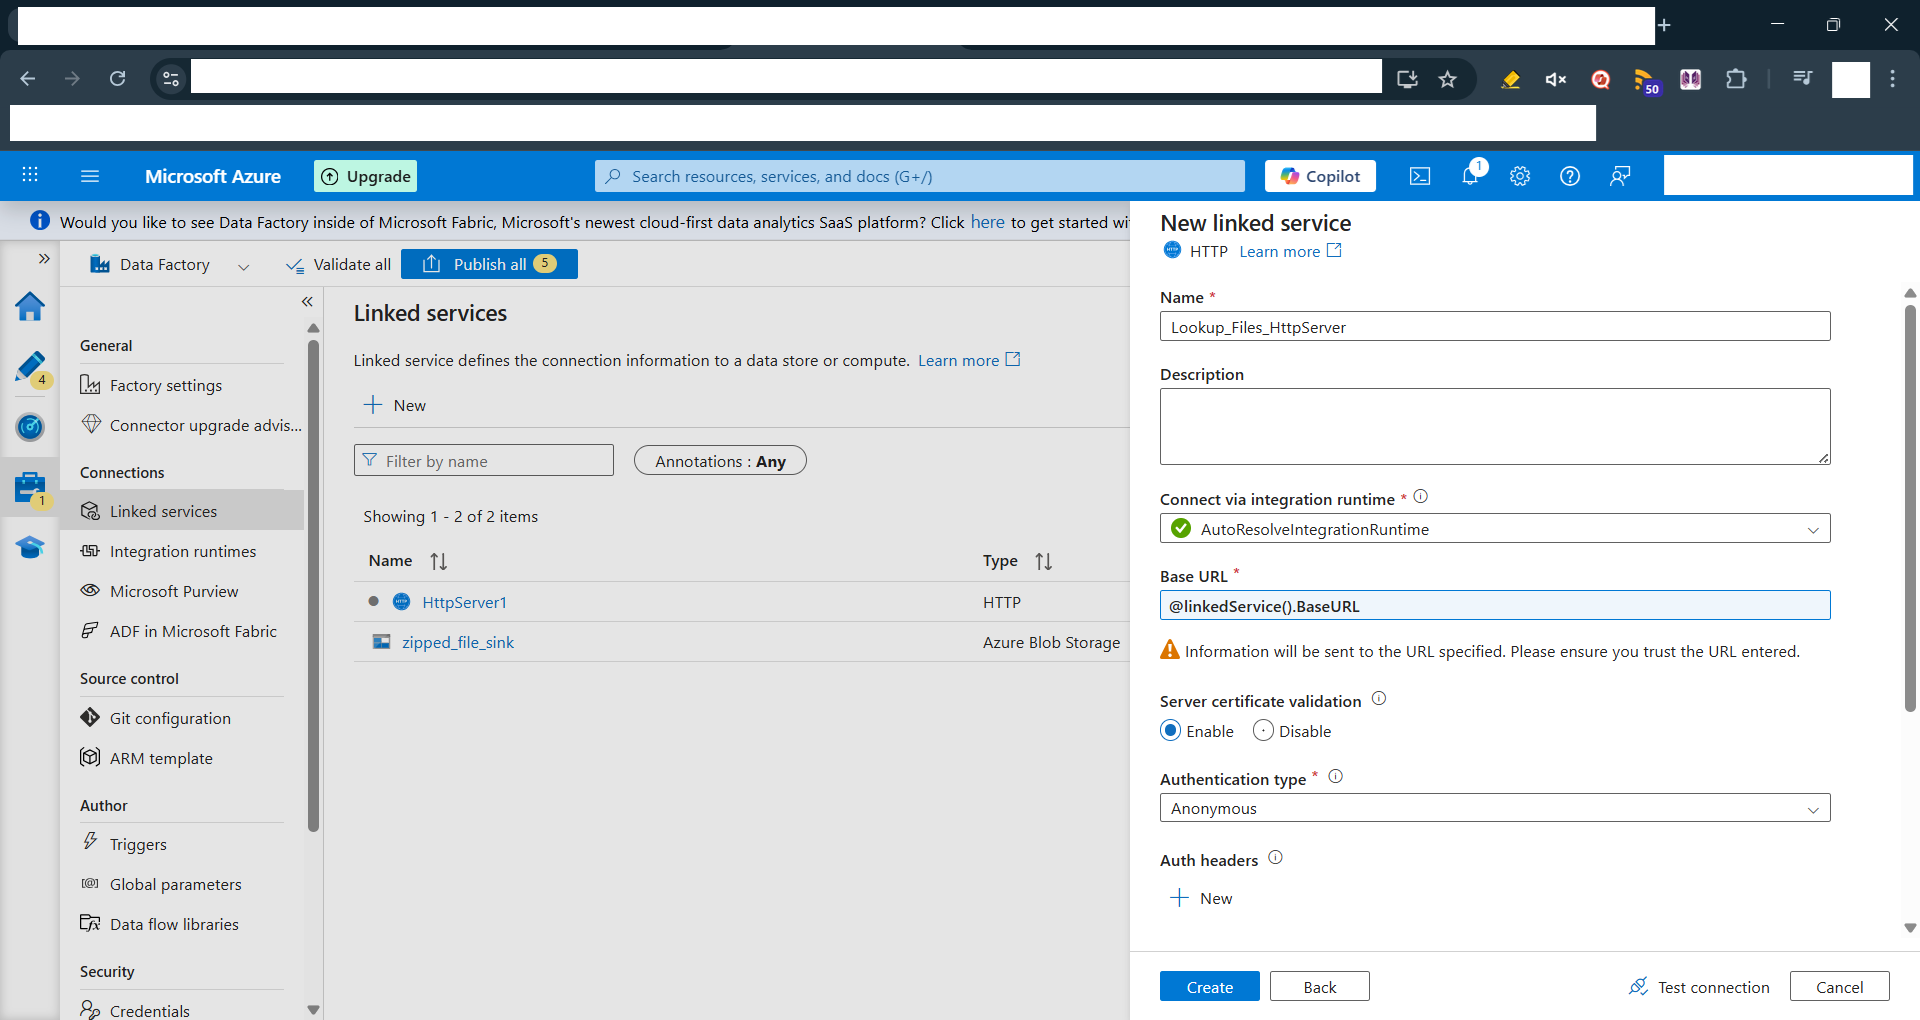 50
Microsoft Azure
Upgrade
Search resources, services, and docs (G+/)
Copilot
1
Would you like to see Data Factory inside of Microsoft Fabric, Microsoft's newest cloud-first data analytics SaaS platform? Click here to get started wi
Data Factory
Validate all
Publish all 5
4
1
General
Factory settings
Connector upgrade advis...
Connections
Linked services
Integration runtimes
Microsoft Purview
ADF in Microsoft Fabric
Source control
Git configuration
ARM template
Author
Triggers
Global parameters
Data flow libraries
Security
Credentials
Linked services
Linked service defines the connection information to a data store or compute. Learn more
New
Filter by name
Annotations : Any
Showing 1 - 2 of 2 items
Name Type
HttpServer1 HTTP
zipped_file_sink Azure Blob Storage
New linked service
HTTP Learn more
Name *
Lookup_Files_HttpServer
Description
Connect via integration runtime *
AutoResolveIntegrationRuntime
Base URL *
@linkedService().BaseURL
Information will be sent to the URL specified. Please ensure you trust the URL entered.
Server certificate validation
Enable Disable
Authentication type *
Anonymous
Auth headers
New
Create Back Test connection Cancel